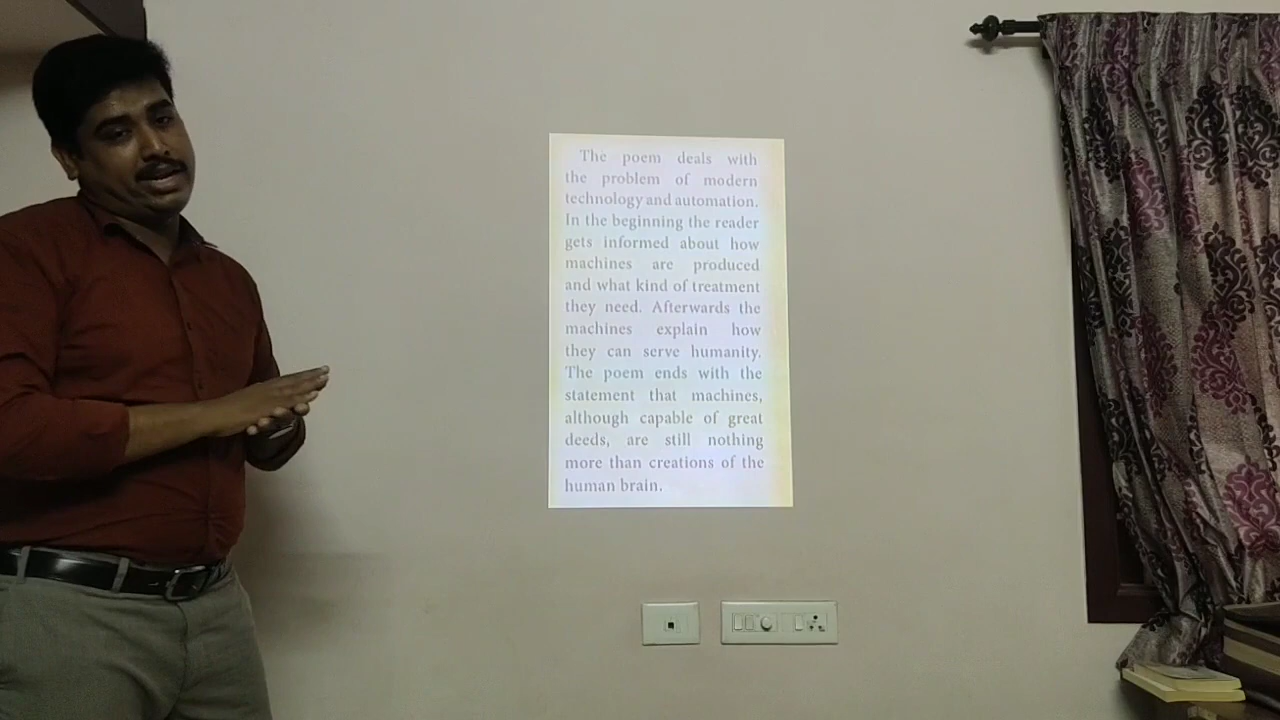 The poem deals with
the problem of modern
technology and automation.
In the beginning the reader
gets informed about how
machines are produced
and what kind of treatment
they need. Afterwards the
machines explain how
they can serve humanity.
The poem ends with the
statement that machines,
although capable of great
deeds, are still nothing
more than creations of the
human brain.